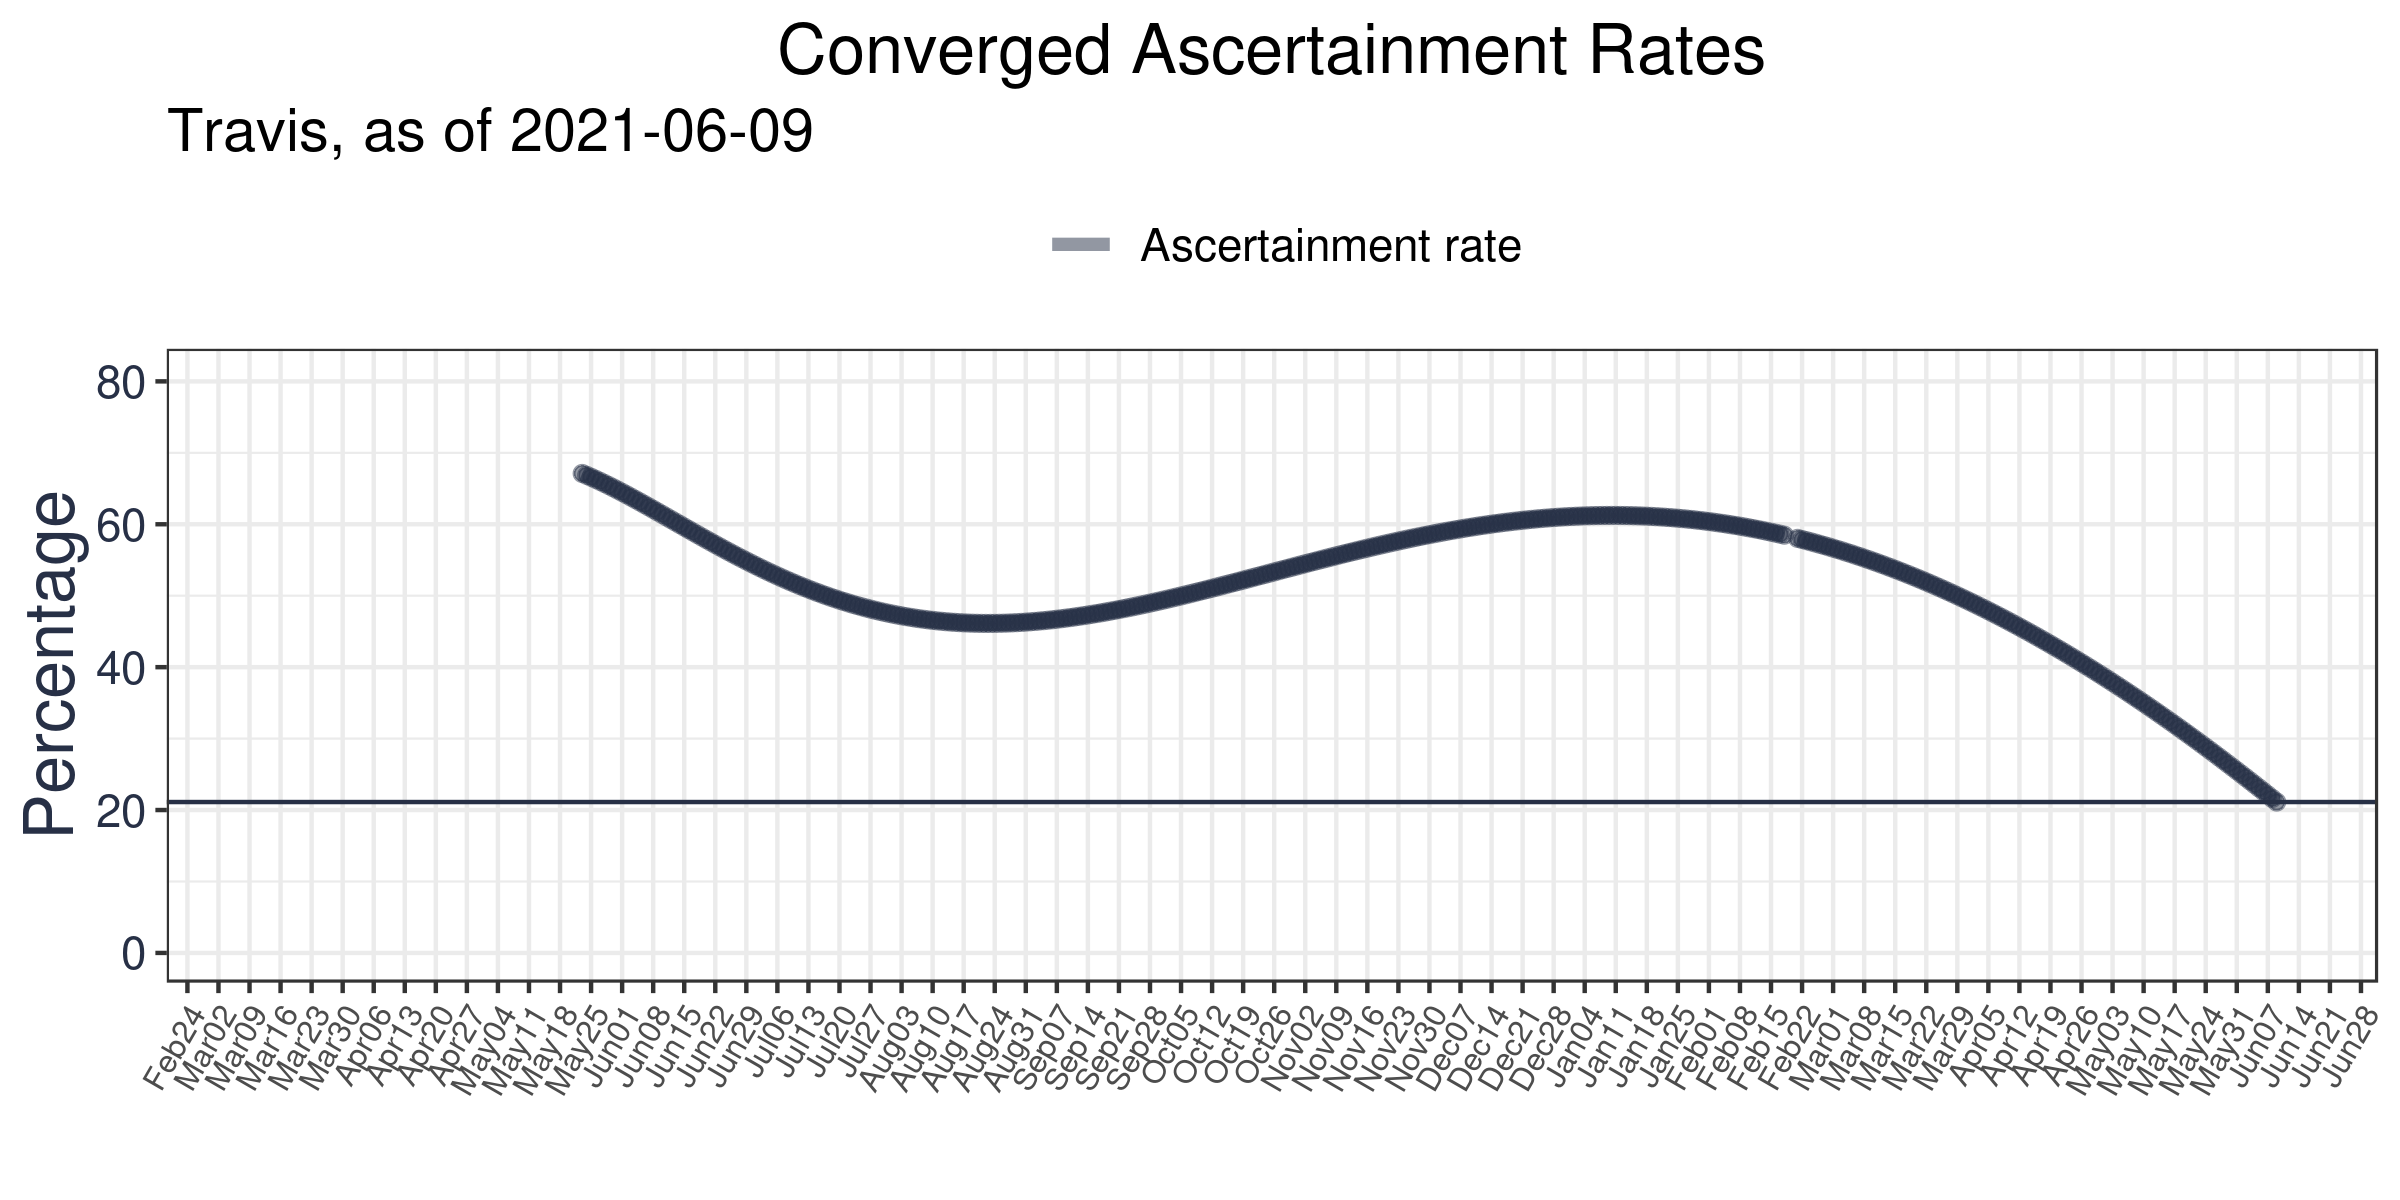 Converged Ascertainment Rates
Travis, as of 2021-06-09
Ascertainment rate
Percentage
80
60
40
20
0
Feb24
Mar02
Mar09
Mar16
Mar23
Mar30
Apr06
Apr13
Apr20
Apr27
May04
May11
May18
May25
Jun01
Jun08
Jun15
Jun22
Jun29
Jul06
Jul13
Jul20
Jul27
Aug03
Aug10
Aug17
Aug24
Aug31
Sep07
Sep14
Sep21
Sep28
Oct05
Oct12
Oct19
Oct26
Nov02
Nov09
Nov16
Nov23
Nov30
Dec07
Dec14
Dec21
Dec28
Jan04
Jan11
Jan18
Jan25
Feb01
Feb08
Feb15
Feb22
Mar01
Mar08
Mar15
Mar22
Mar29
Apr05
Apr12
Apr19
Apr26
May03
May10
May17
May24
May31
Jun07
Jun14
Jun21
Jun28